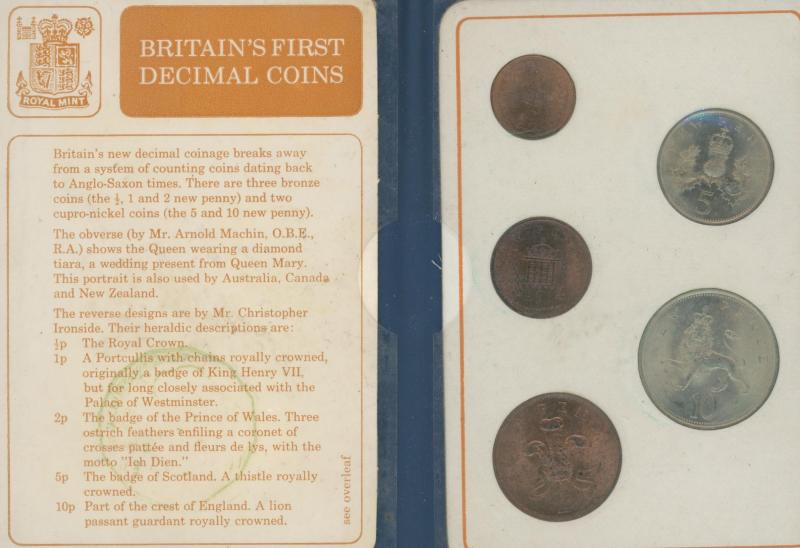 ROYAL MINT
BRITAIN'S FIRST
DECIMAL COINS
Britain's new decimal coinage breaks away
from a system of counting coins dating back
to Anglo-Saxon times. There are three bronze
coins (the ½, 1 and 2 new penny) and two
cupro-nickel coins (the 5 and 10 new penny).
The obverse (by Mr. Arnold Machin, O.B.E.,
R.A.) shows the Queen wearing a diamond
tiara, a wedding present from Queen Mary.
This portrait is also used by Australia, Canada
and New Zealand.
The reverse designs are by Mr. Christopher
Ironside. Their heraldic descriptions are:
½p The Royal Crown.
1p A Portcullis with chains royally crowned,
originally a badge of King Henry VII,
but for long closely associated with the
Palace of Westminster.
2p The badge of the Prince of Wales. Three
ostrich feathers enfiling a coronet of
crosses pattée and fleurs de lys, with the
motto "Ich Dien."
5p The badge of Scotland. A thistle royally
crowned.
10p Part of the crest of England. A lion
passant guardant royally crowned.
see overleaf
5
10